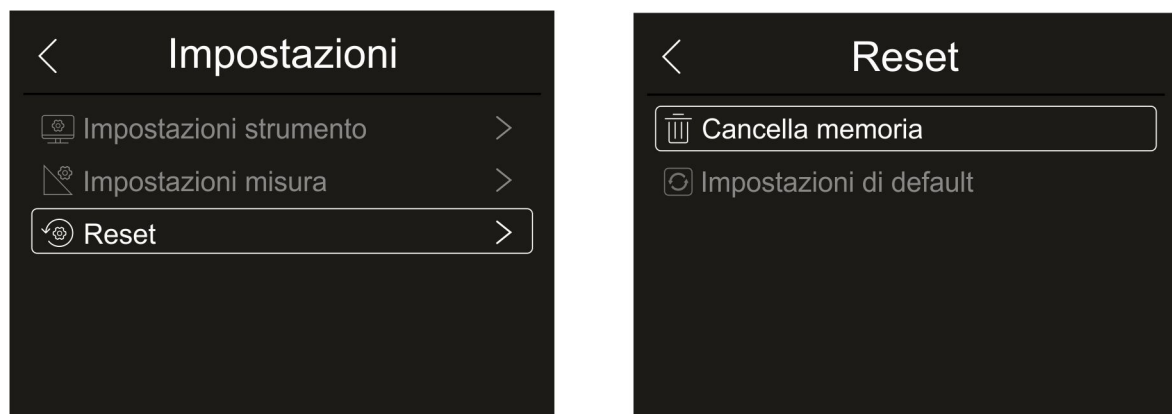 Impostazioni
Impostazioni strumento
Impostazioni misura
Reset
Reset
Cancella memoria
Impostazioni di default